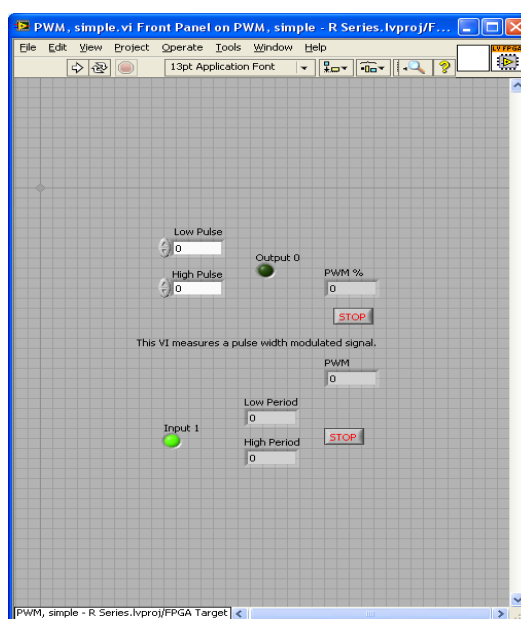 PWM, simple.vi Front Panel on PWM, simple - R Series.lvproj/F...
File Edit View Project Operate Tools Window Help
13pt Application Font
LV FPGA
Low Pulse
0
Output 0
High Pulse
0
PWM %
0
STOP
This VI measures a pulse width modulated signal.
PWM
0
Low Period
0
Input 1
High Period
0
STOP
PWM, simple - R Series.lvproj/FPGA Target